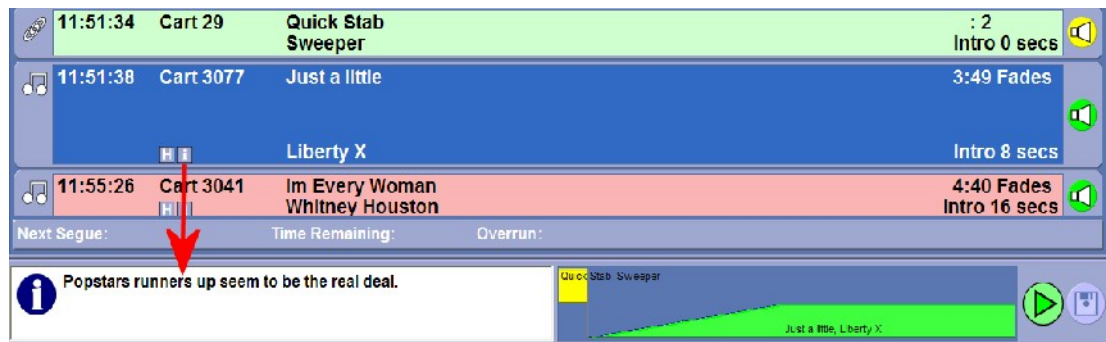 11:51:34 Cart 29 Quick Stab : 2
Sweeper Intro 0 secs
11:51:38 Cart 3077 Just a little 3:49 Fades
H i Liberty X Intro 8 secs
11:55:26 Cart 3041 Im Every Woman 4:40 Fades
H Whitney Houston Intro 16 secs
Next Segue: Time Remaining: Overrun:
i Popstars runners up seem to be the real deal.
Quick Stab Sweeper
Just a little, Liberty X